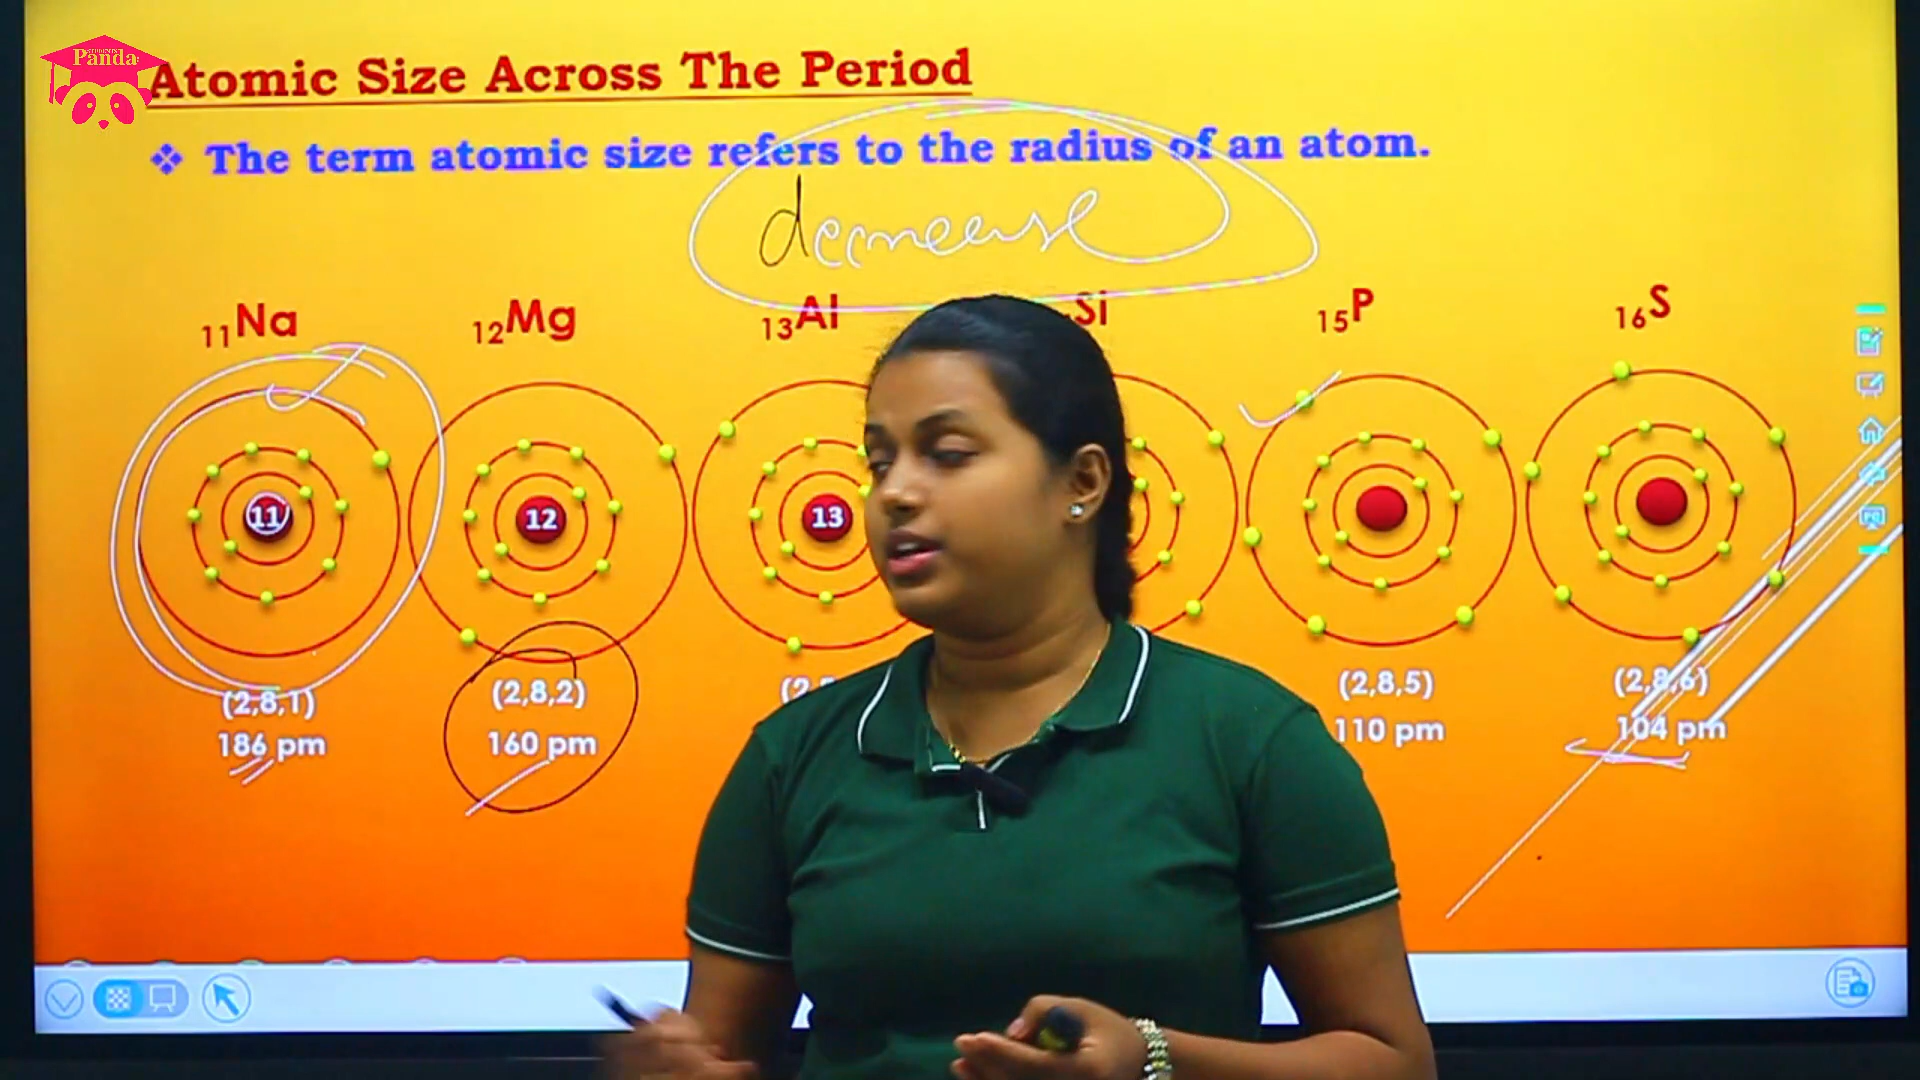 STUDENTS
Panda
Atomic Size Across The Period
❖ The term atomic size refers to the radius of an atom.
decreease
11Na 12Mg 13Al Si 15P 16S
11 12 13
(2,8,1) (2,8,2) (2,8,5) (2,8,6)
186 pm 160 pm 110 pm 104 pm